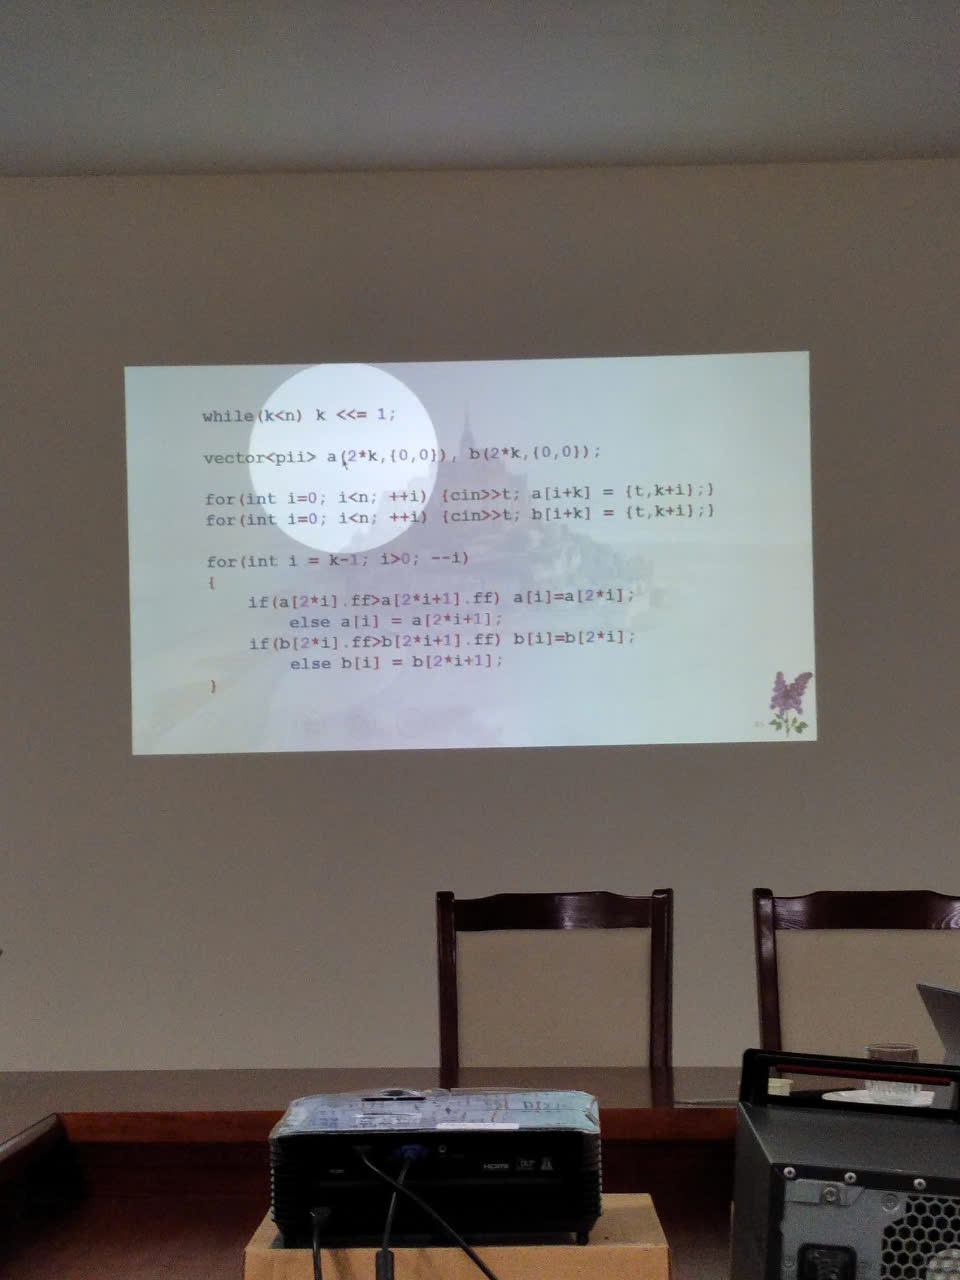 while(k<n) k <<= 1;
vector<pii> a(2*k,{0,0}), b(2*k,{0,0});
for(int i=0; i<n; ++i) {cin>>t; a[i+k] = {t,k+i};}
for(int i=0; i<n; ++i) {cin>>t; b[i+k] = {t,k+i};}
for(int i = k-1; i>0; --i)
{
if(a[2*i].ff>a[2*i+1].ff) a[i]=a[2*i];
else a[i] = a[2*i+1];
if(b[2*i].ff>b[2*i+1].ff) b[i]=b[2*i];
else b[i] = b[2*i+1];
}
HDMI